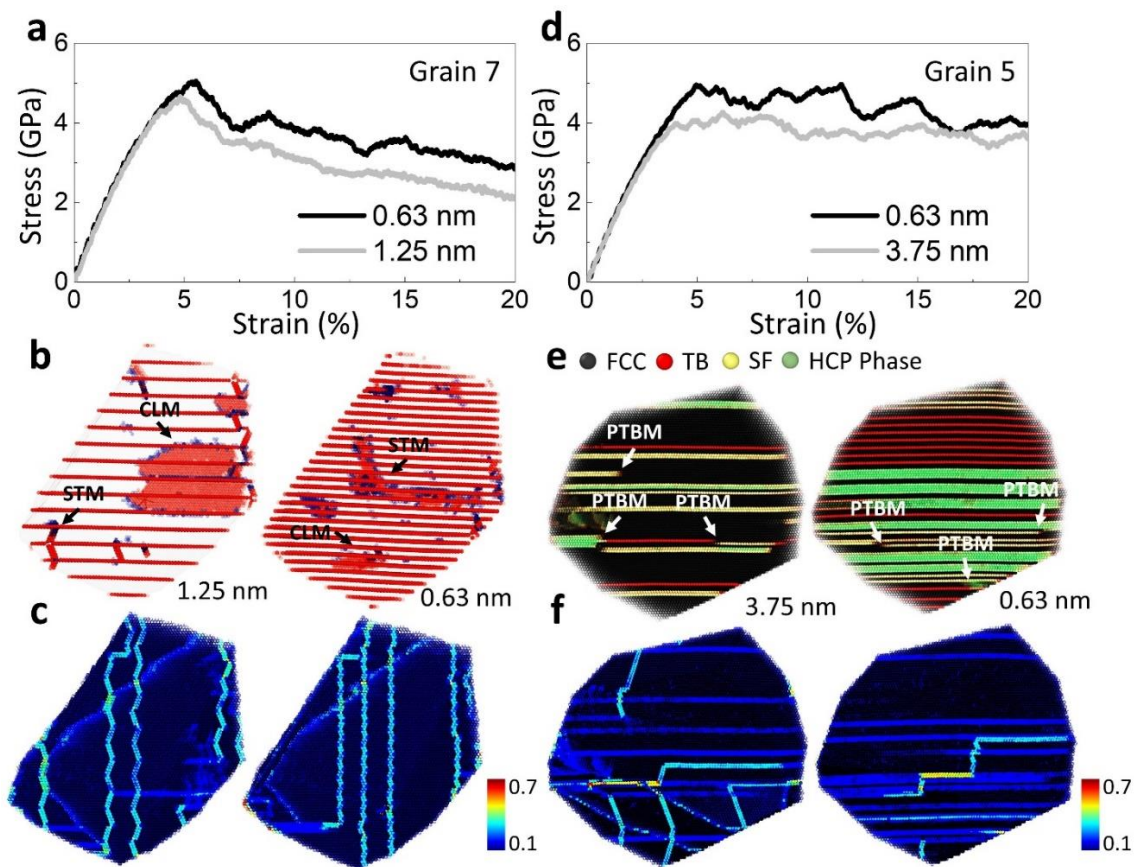 a
6
4
2
0
Stress (GPa)
Grain 7
0.63 nm
1.25 nm
0 5 10 15 20
Strain (%)
d
6
4
2
0
Stress (GPa)
Grain 5
0.63 nm
3.75 nm
0 5 10 15 20
Strain (%)
b
CLM
STM
1.25 nm
STM
CLM
0.63 nm
e FCC TB SF HCP Phase
PTBM
PTBM PTBM
3.75 nm
PTBM
PTBM
PTBM
0.63 nm
c
0.7
0.1
f
0.7
0.1